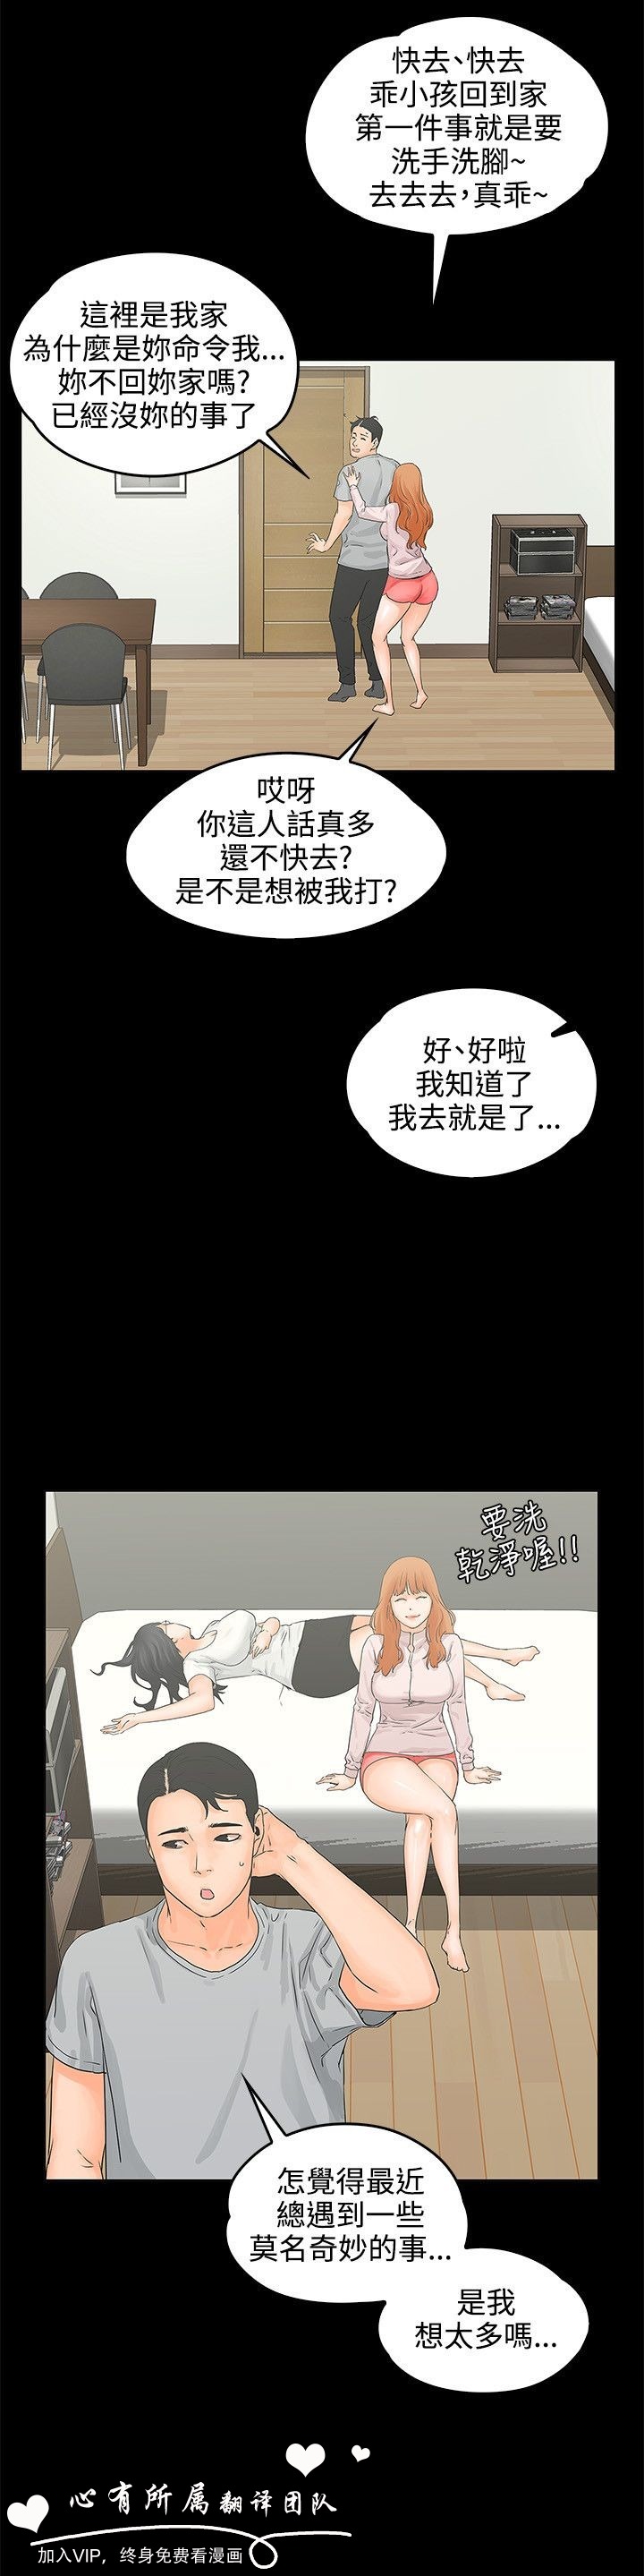 快去、快去
乖小孩回到家
第一件事就是要
洗手洗腳~
去去去，真乖~
這裡是我家
為什麼是妳命令我...
妳不回妳家嗎?
已經沒妳的事了
哎呀
你這人話真多
還不快去?
是不是想被我打?
好、好啦
我知道了
我去就是了...
要洗
乾淨喔!!
怎覺得最近
總遇到一些
莫名奇妙的事...
是我
想太多嗎...
心有所属翻译团队
加入VIP，终身免费看漫画